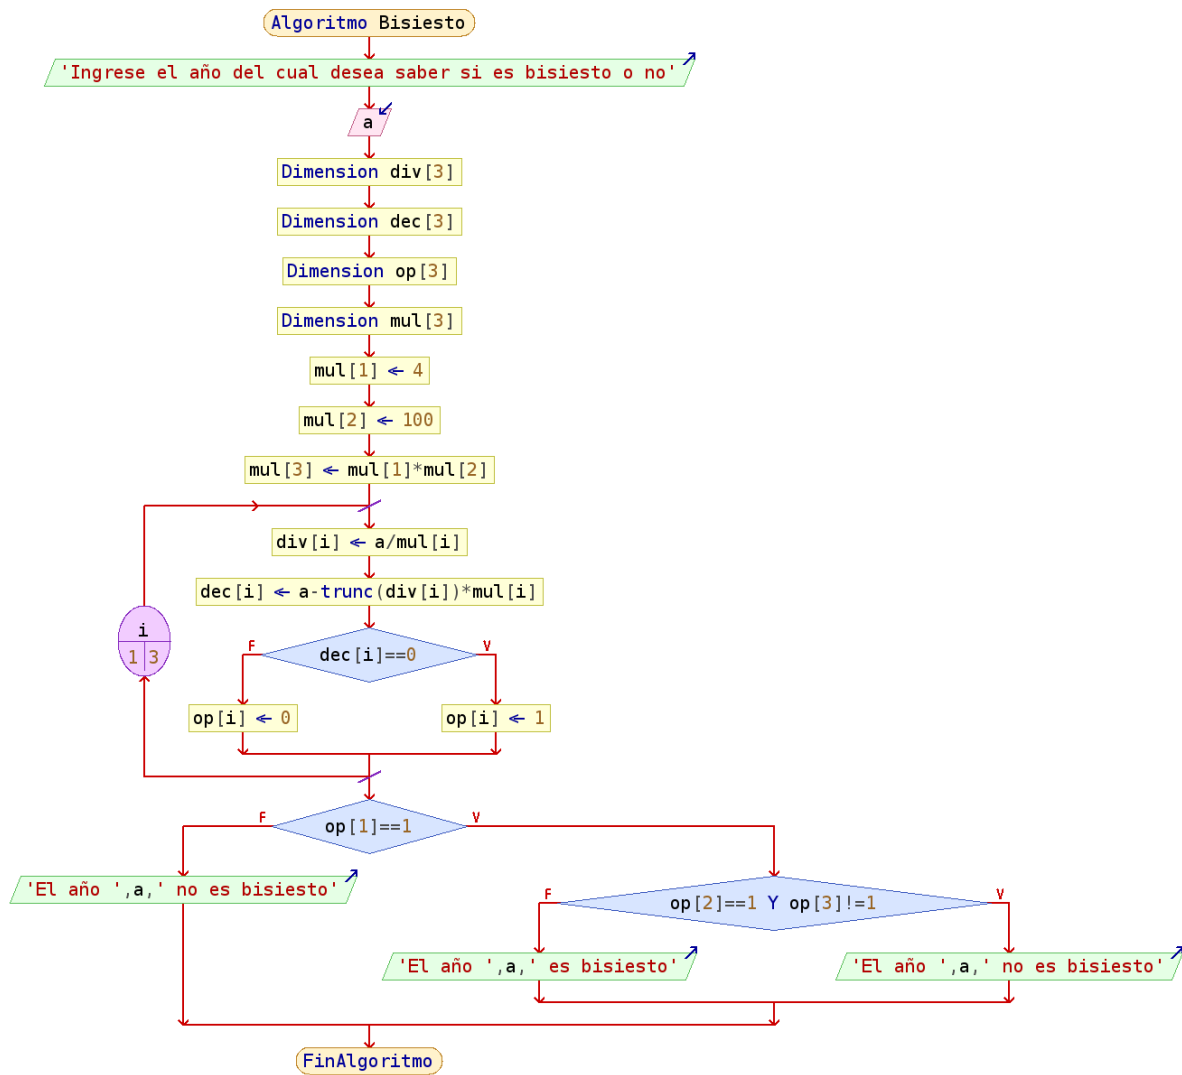 Algoritmo Bisiesto
'Ingrese el año del cual desea saber si es bisiesto o no'
a
Dimension div[3]
Dimension dec[3]
Dimension op[3]
Dimension mul[3]
mul[1] ← 4
mul[2] ← 100
mul[3] ← mul[1]*mul[2]
div[i] ← a/mul[i]
dec[i] ← a-trunc(div[i])*mul[i]
i
1 3
F
V
dec[i]==0
op[i] ← 0
op[i] ← 1
F
V
op[1]==1
'El año ',a,' no es bisiesto'
F
V
op[2]==1 Y op[3]!=1
'El año ',a,' es bisiesto'
'El año ',a,' no es bisiesto'
FinAlgoritmo